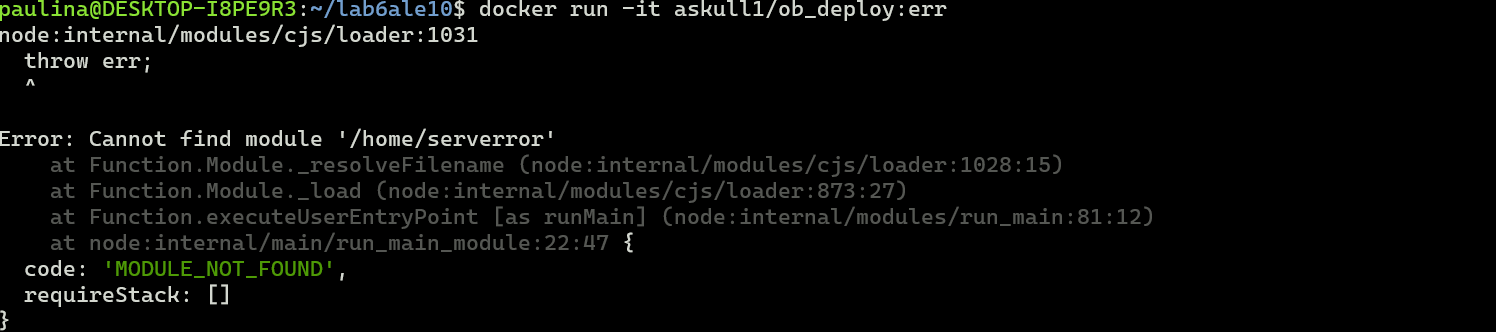 paulina@DESKTOP-I8PE9R3:~/lab6ale10$ docker run -it askull1/ob_deploy:err
node:internal/modules/cjs/loader:1031
  throw err;
  ^

Error: Cannot find module '/home/serverror'
    at Function.Module._resolveFilename (node:internal/modules/cjs/loader:1028:15)
    at Function.Module._load (node:internal/modules/cjs/loader:873:27)
    at Function.executeUserEntryPoint [as runMain] (node:internal/modules/run_main:81:12)
    at node:internal/main/run_main_module:22:47 {
  code: 'MODULE_NOT_FOUND',
  requireStack: []
}